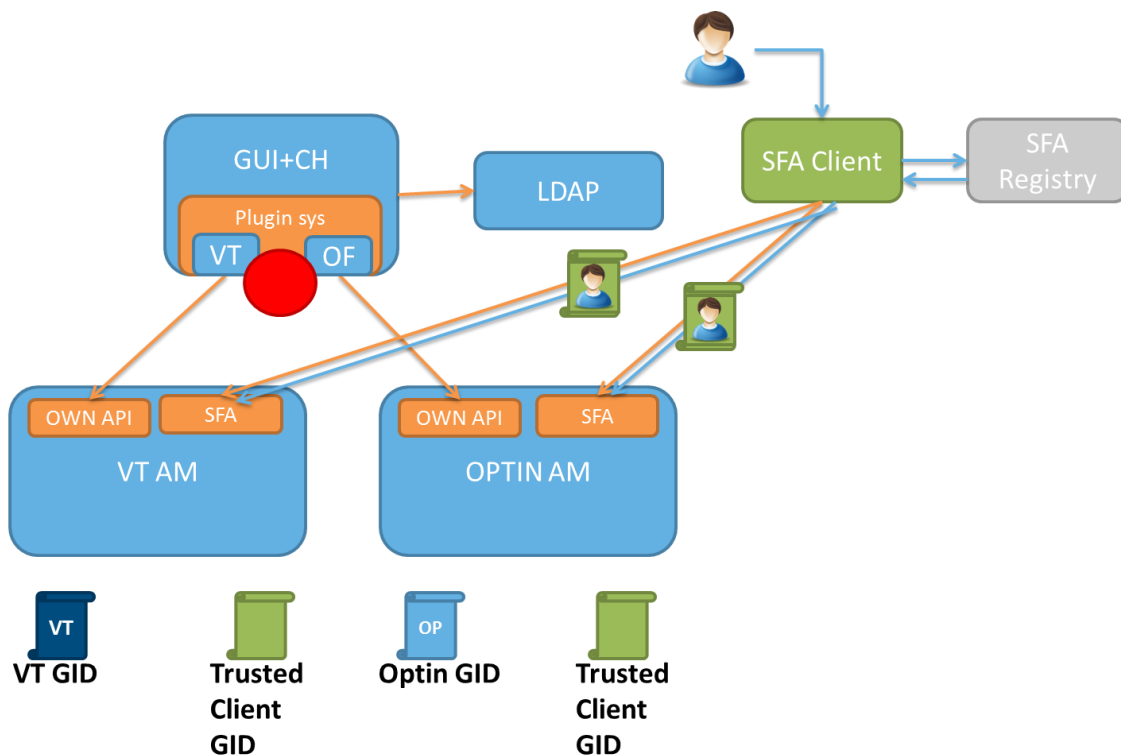 GUI+CH
Plugin sys
VT
OF
LDAP
SFA Client
SFA
Registry
OWN API
SFA
VT AM
OWN API
SFA
OPTIN AM
VT
VT GID
Trusted
Client
GID
OP
Optin GID
Trusted
Client
GID